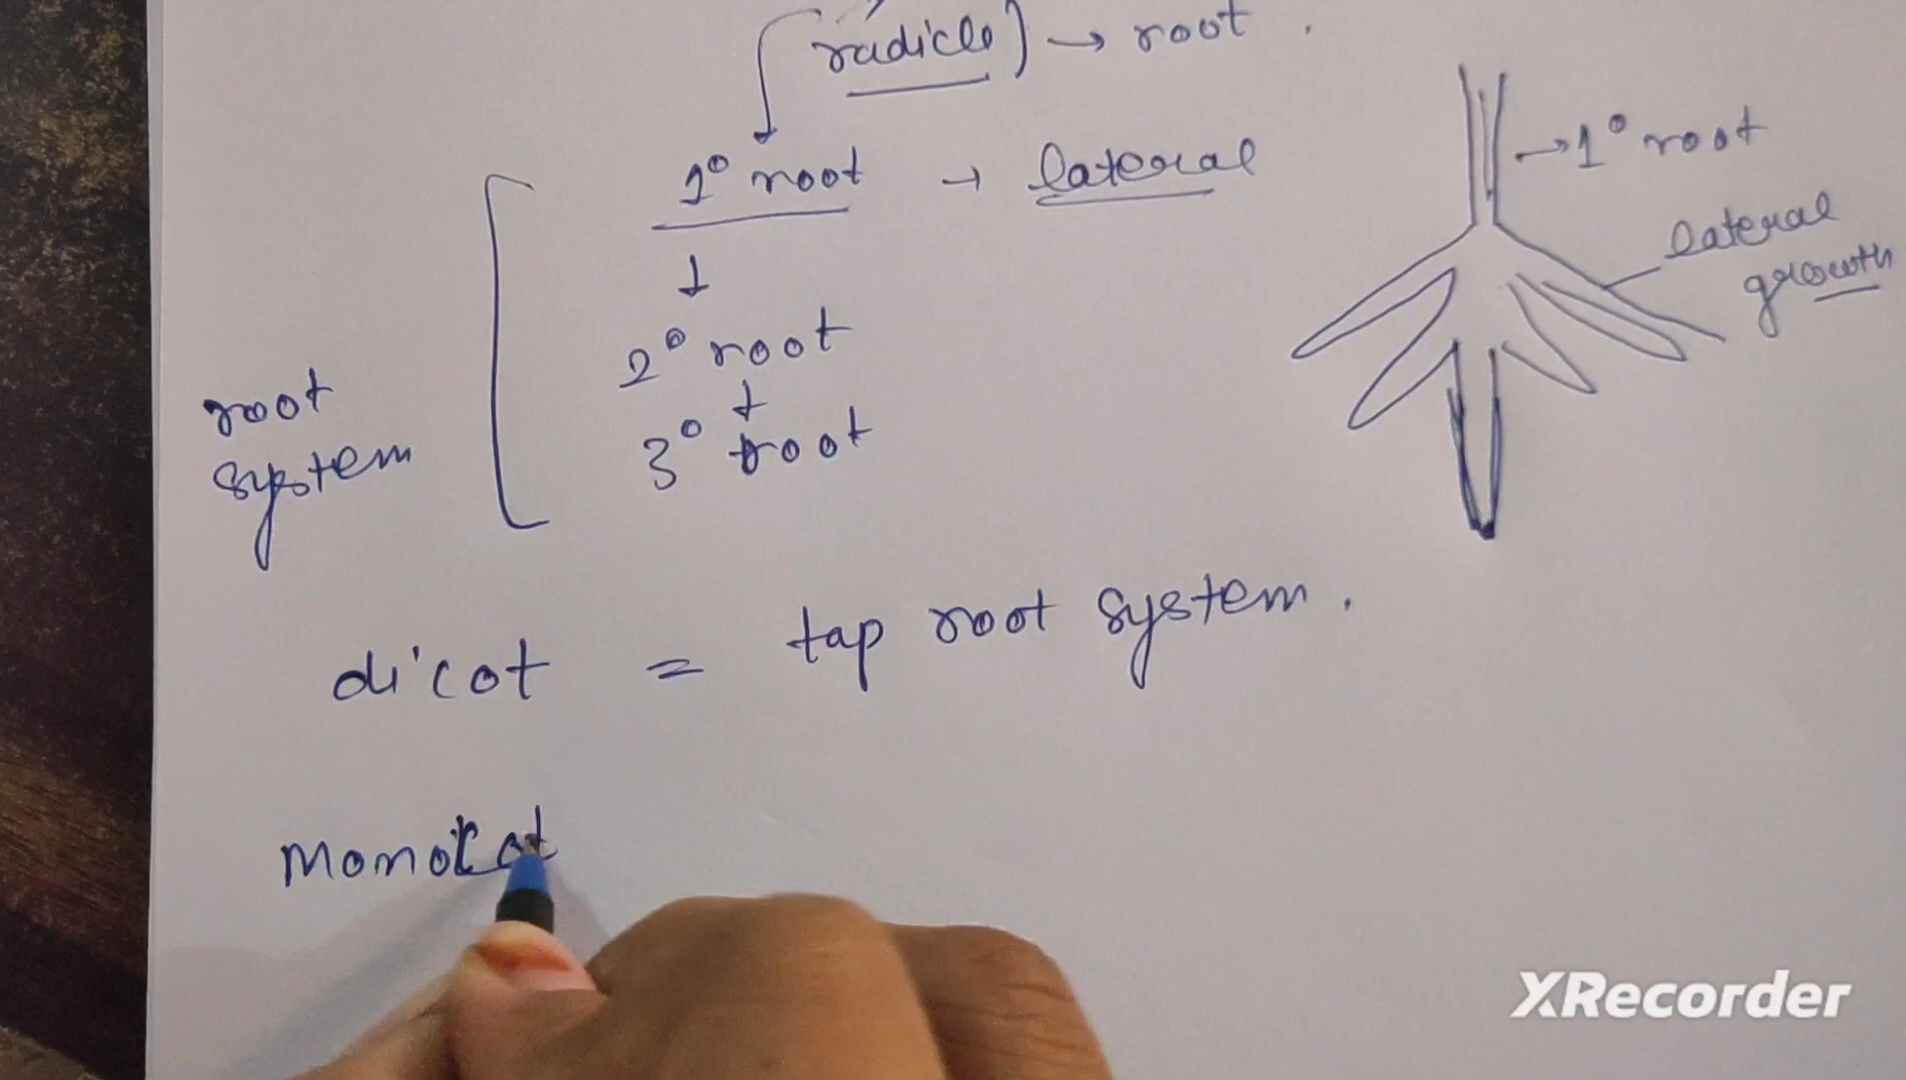 radicle) → root .
1° root → lateral
↓
2° root
↓
3° root
root
system
→ 1° root
lateral
growth
dicot = tap root system.
Monocot
XRecorder